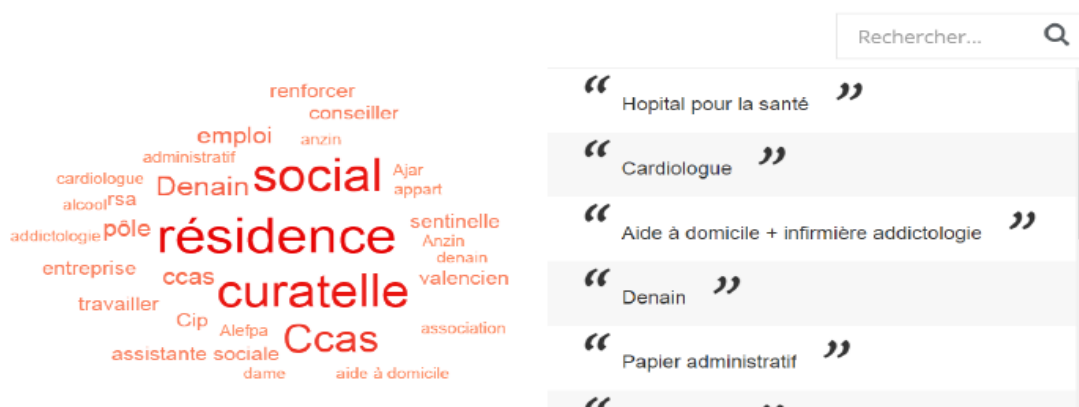 Rechercher...
renforcer
conseiller
emploi
anzin
administratif
social
Ajar
cardiologue
Denain
appart
alcool
rsa
addictologie
pôle
résidence
sentinelle
Anzin
denain
entreprise
ccas
curatelle
valencien
travailler
Cip
Alefpa
Ccas
association
assistante sociale
dame
aide à domicile
“ Hopital pour la santé ”
“ Cardiologue ”
“ Aide à domicile + infirmière addictologie ”
“ Denain ”
“ Papier administratif ”
“ ”